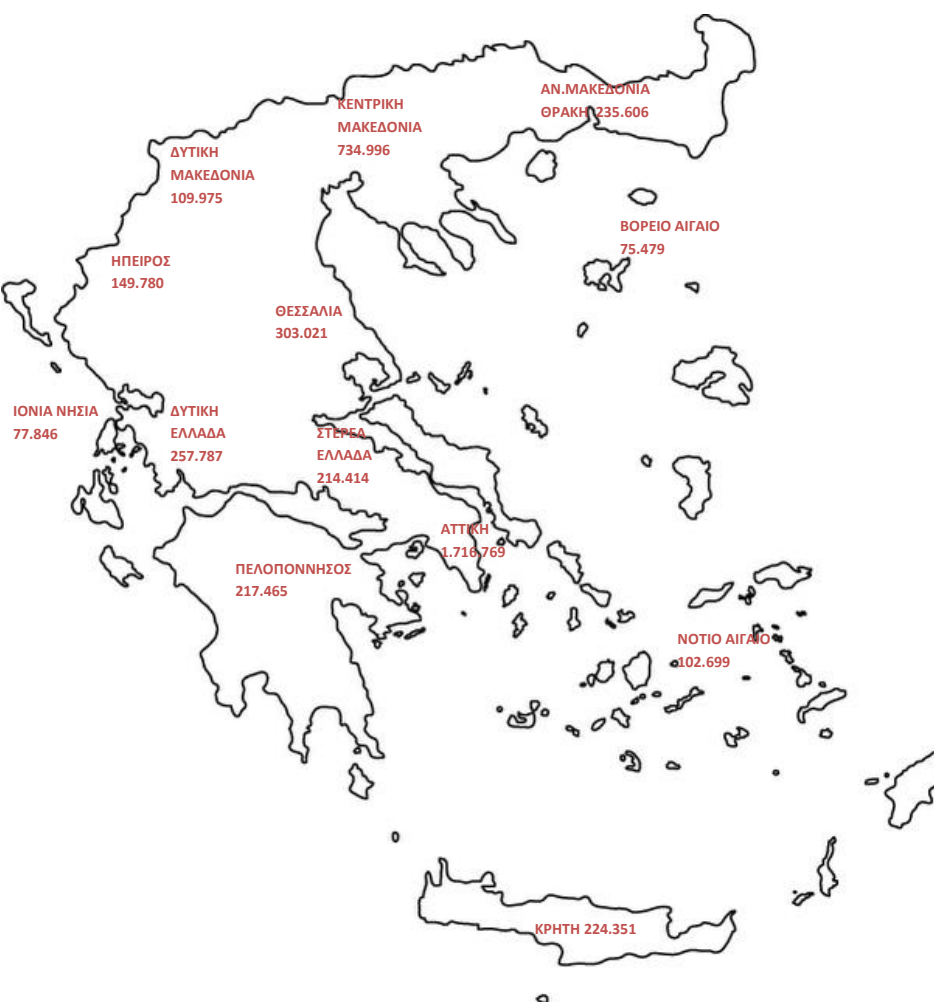 ΑΝ.ΜΑΚΕΔΟΝΙΑ
ΘΡΑΚΗ 235.606
ΚΕΝΤΡΙΚΗ
ΜΑΚΕΔΟΝΙΑ
734.996
ΔΥΤΙΚΗ
ΜΑΚΕΔΟΝΙΑ
109.975
ΒΟΡΕΙΟ ΑΙΓΑΙΟ
75.479
ΗΠΕΙΡΟΣ
149.780
ΘΕΣΣΑΛΙΑ
303.021
ΙΟΝΙΑ ΝΗΣΙΑ
77.846
ΔΥΤΙΚΗ
ΕΛΛΑΔΑ
257.787
ΣΤΕΡΕΑ
ΕΛΛΑΔΑ
214.414
ΑΤΤΙΚΗ
1.716.769
ΠΕΛΟΠΟΝΝΗΣΟΣ
217.465
ΝΟΤΙΟ ΑΙΓΑΙΟ
102.699
ΚΡΗΤΗ 224.351